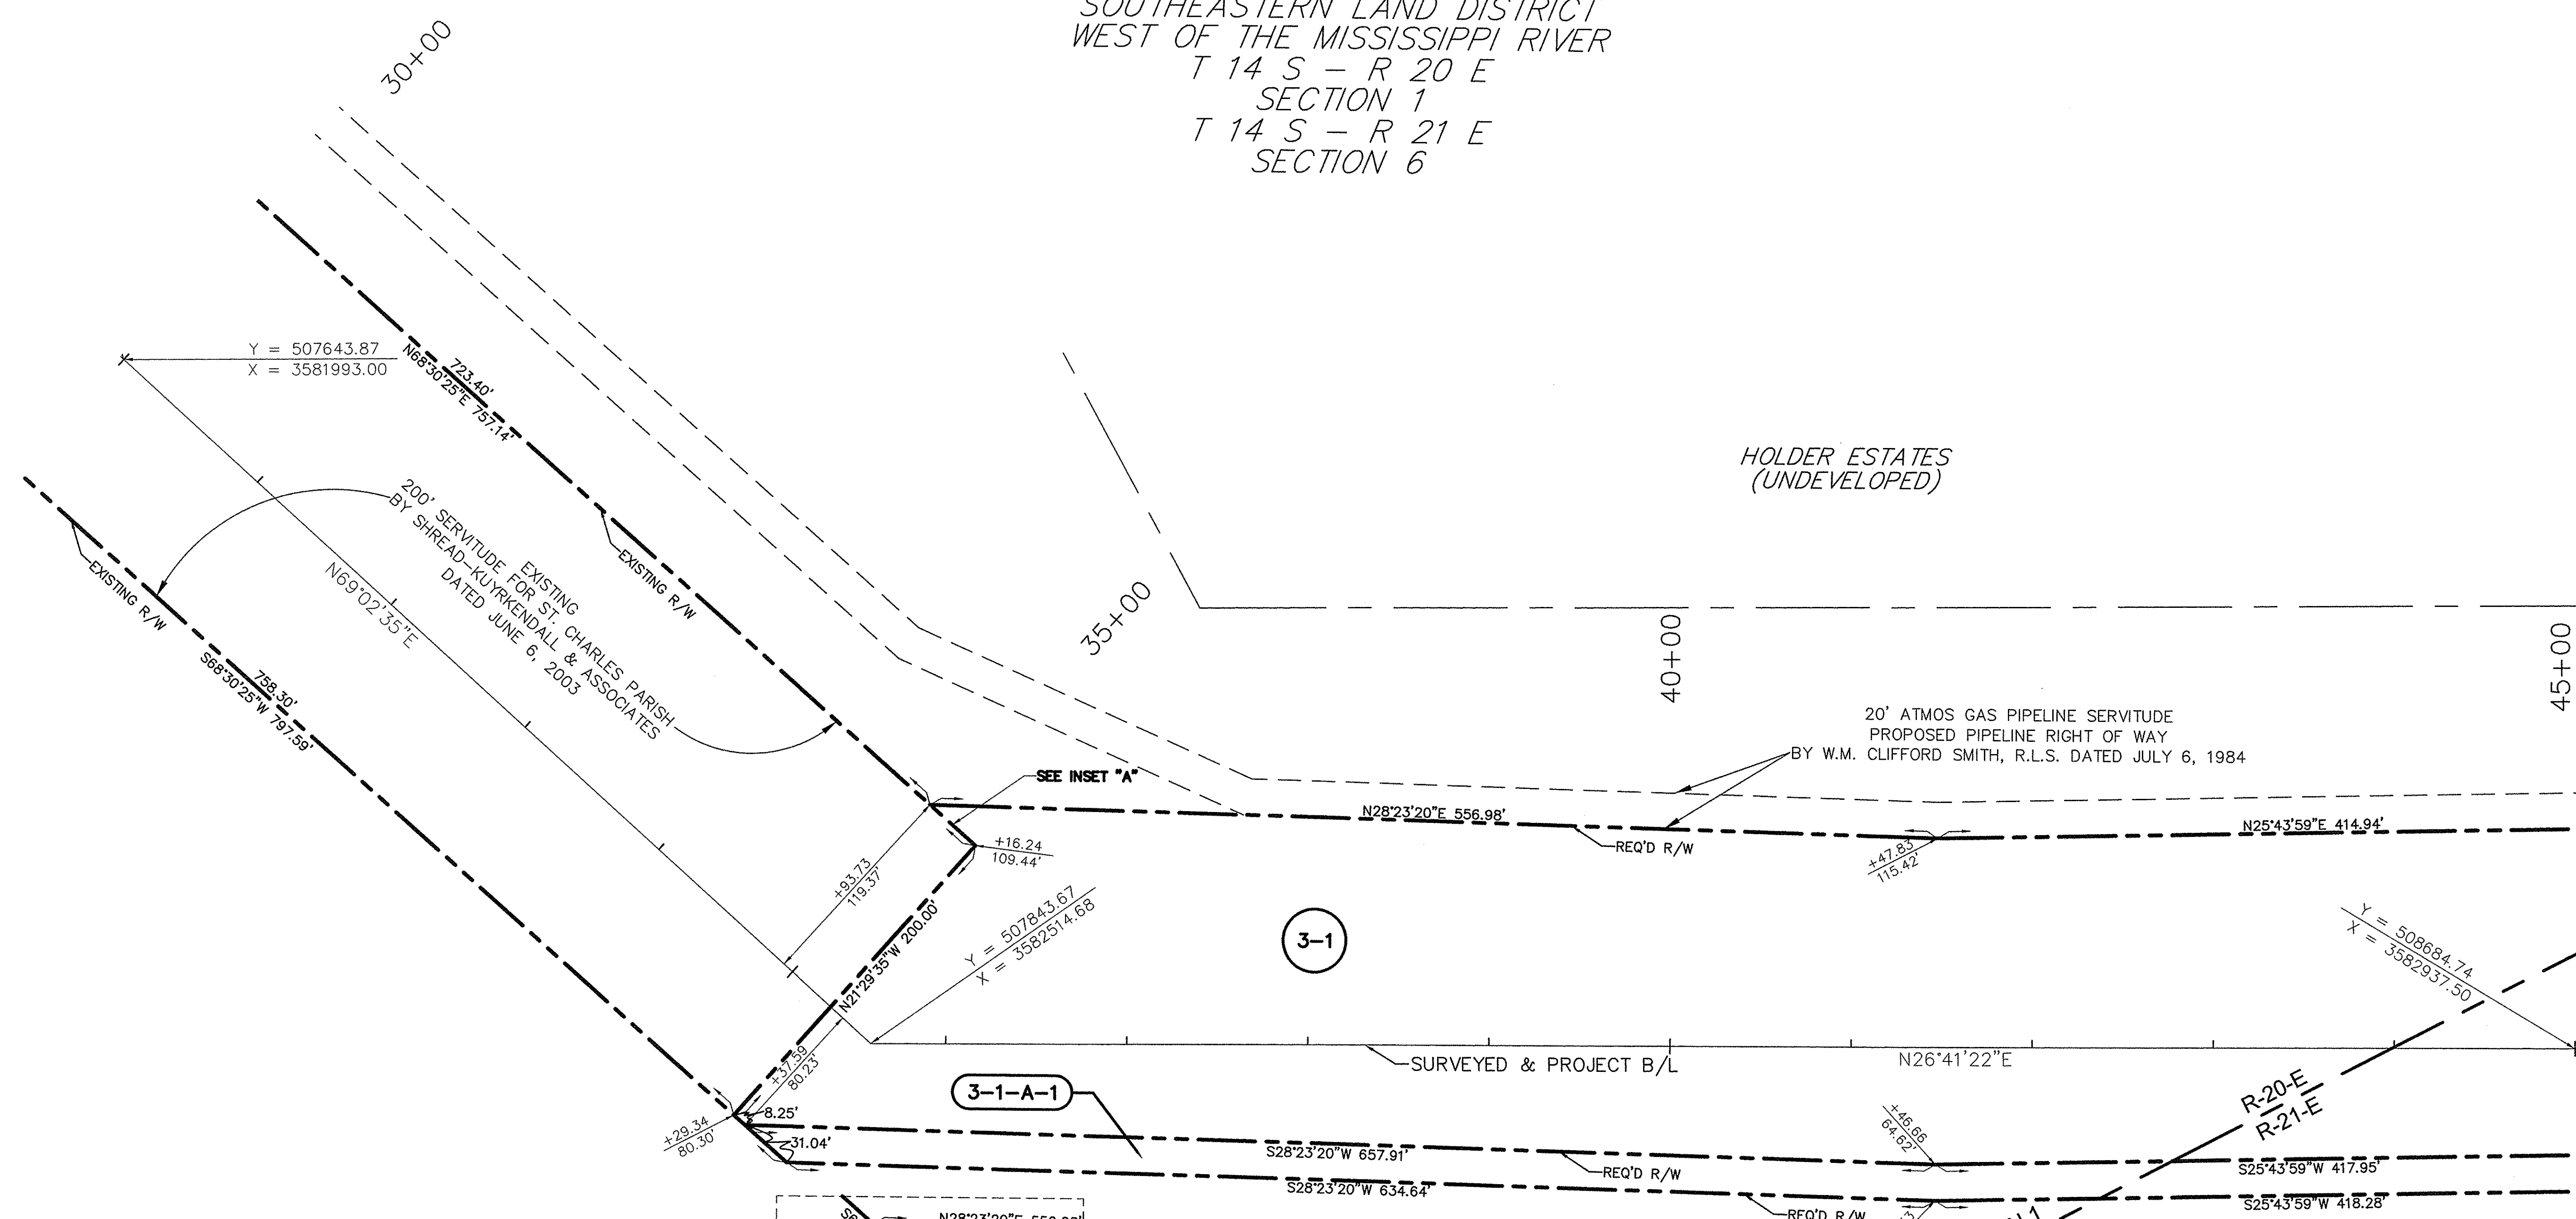 SOUTHEASTERN LAND DISTRICT
WEST OF THE MISSISSIPPI RIVER
T 14 S – R 20 E
SECTION 1
T 14 S – R 21 E
SECTION 6
30+00
Y = 507643.87
X = 3581993.00
723.40'
N68°30'25"E 757.14'
HOLDER ESTATES
(UNDEVELOPED)
EXISTING
200' SERVITUDE FOR ST. CHARLES PARISH
BY SHREAD–KUYRKENDALL & ASSOCIATES
DATED JUNE 6, 2003
EXISTING R/W
EXISTING R/W
N69°02'35"E
758.30'
S68°30'25"W 797.59'
35+00
40+00
45+00
20' ATMOS GAS PIPELINE SERVITUDE
PROPOSED PIPELINE RIGHT OF WAY
BY W.M. CLIFFORD SMITH, R.L.S. DATED JULY 6, 1984
SEE INSET "A"
N28°23'20"E 556.98'
REQ'D R/W
N25°43'59"E 414.94'
+16.24
109.44'
+47.83
115.42'
+93.73
119.37'
N21°29'35"W 200.00'
Y = 507843.67
X = 3582514.68
3–1
Y = 508684.74
X = 3582937.50
SURVEYED & PROJECT B/L
N26°41'22"E
+37.59
80.23'
3–1–A–1
8.25'
+29.34
80.30'
31.04'
+46.66
64.62'
R-20-E
R-21-E
S28°23'20"W 657.91'
REQ'D R/W
S25°43'59"W 417.95'
S28°23'20"W 634.64'
REQ'D R/W
S25°43'59"W 418.28'